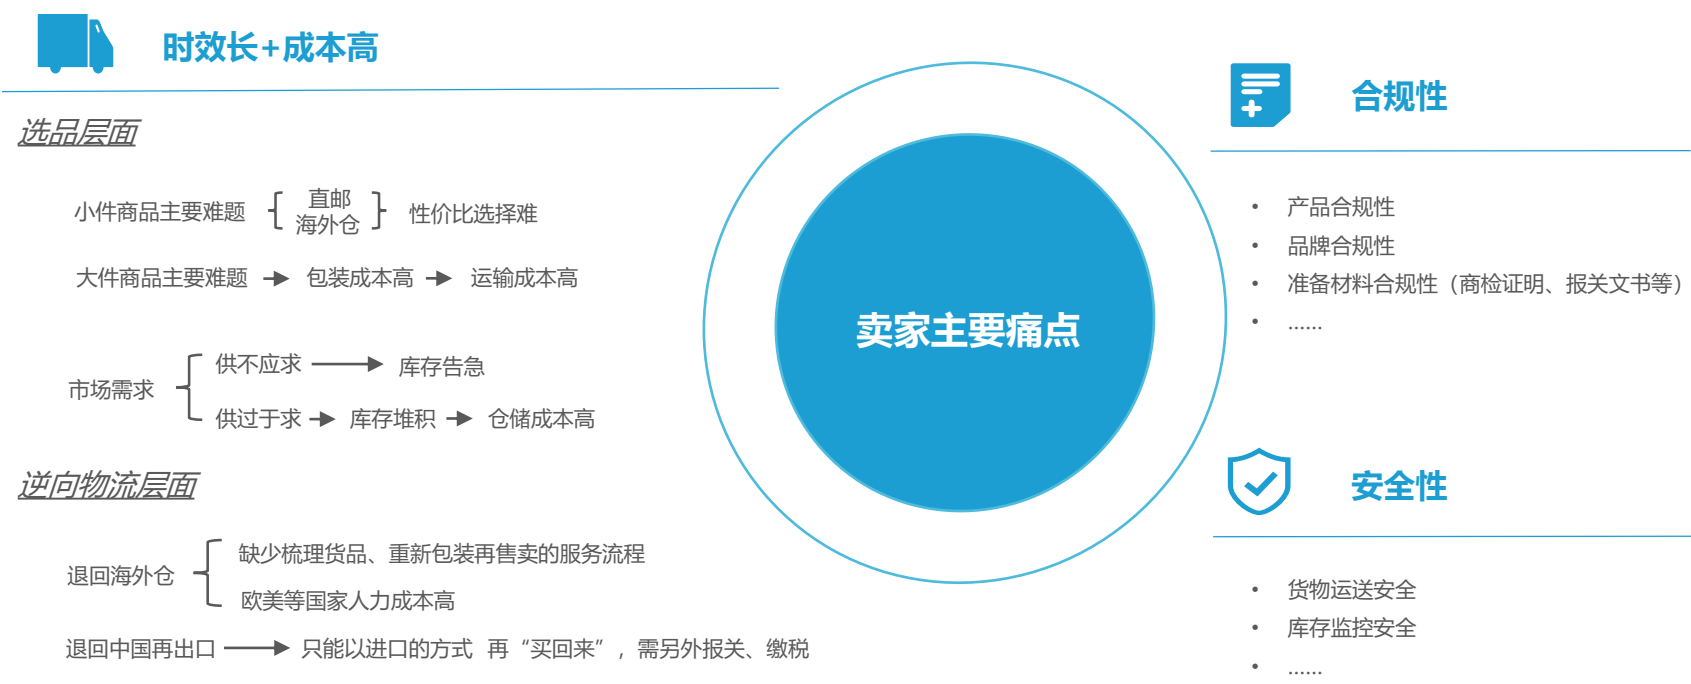 时效长+成本高
选品层面
小件商品主要难题
直邮
海外仓
性价比选择难
大件商品主要难题
包装成本高
运输成本高
市场需求
供不应求
库存告急
供过于求
库存堆积
仓储成本高
逆向物流层面
退回海外仓
缺少梳理货品、重新包装再售卖的服务流程
欧美等国家人力成本高
退回中国再出口
只能以进口的方式 再“买回来”，需另外报关、缴税
卖家主要痛点
合规性
• 产品合规性
• 品牌合规性
• 准备材料合规性（商检证明、报关文书等）
• ……
安全性
• 货物运送安全
• 库存监控安全
• ……